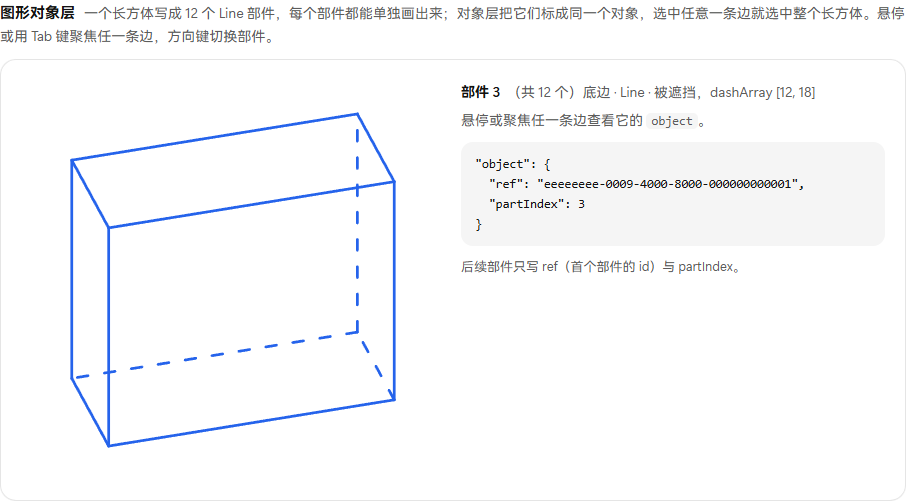 图形对象层 一个长方体写成 12 个 Line 部件，每个部件都能单独画出来；对象层把它们标成同一个对象，选中任意一条边就选中整个长方体。悬停
或用 Tab 键聚焦任一条边，方向键切换部件。
部件 3 （共 12 个）底边 · Line · 被遮挡，dashArray [12, 18]
悬停或聚焦任一条边查看它的 object 。
"object": {
  "ref": "eeeeeeee-0009-4000-8000-000000000001",
  "partIndex": 3
}
后续部件只写 ref（首个部件的 id）与 partIndex。